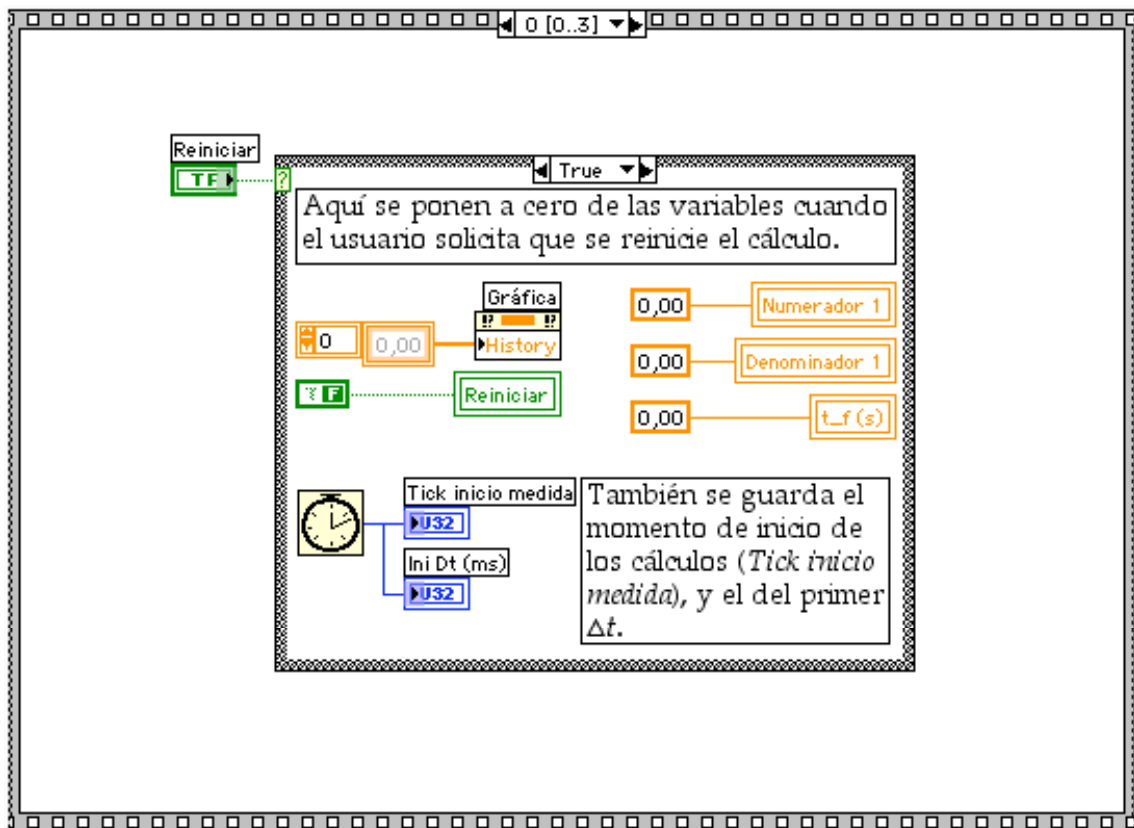 0 [0..3]
Reiniciar
TF
?
True
Aquí se ponen a cero de las variables cuando
el usuario solicita que se reinicie el cálculo.
Gráfica
!? !?
History
0
0,00
0,00
Numerador 1
0,00
Denominador 1
F
Reiniciar
0,00
t_f (s)
Tick inicio medida
U32
Ini Dt (ms)
U32
También se guarda el
momento de inicio de
los cálculos (Tick inicio
medida), y el del primer
Δt.